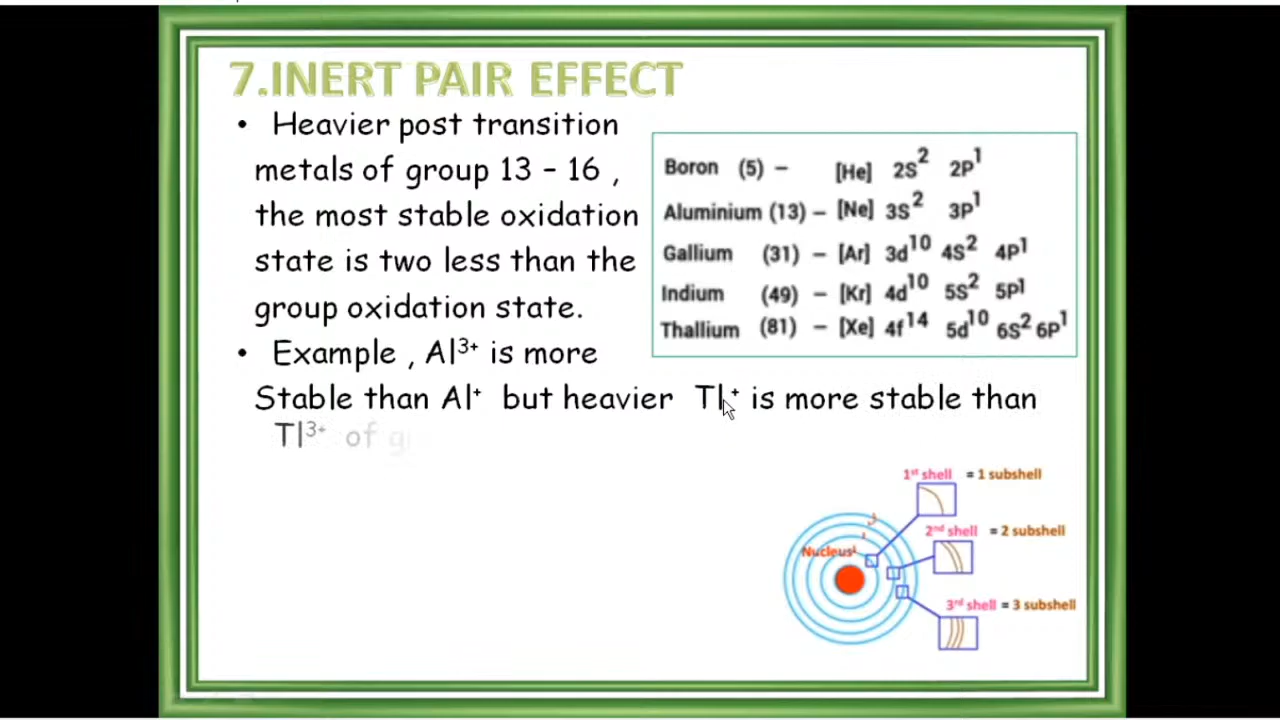 7.INERT PAIR EFFECT
• Heavier post transition
metals of group 13 – 16 ,
the most stable oxidation
state is two less than the
group oxidation state.
• Example , Al³⁺ is more
Stable than Al⁺ but heavier Tl⁺ is more stable than
Tl³⁺ of
Boron (5) – [He] 2S² 2P¹
Aluminium (13) – [Ne] 3S² 3P¹
Gallium (31) – [Ar] 3d¹⁰ 4S² 4P¹
Indium (49) – [Kr] 4d¹⁰ 5S² 5P¹
Thallium (81) – [Xe] 4f¹⁴ 5d¹⁰ 6S² 6P¹
1ˢᵗ shell = 1 subshell
2ⁿᵈ shell = 2 subshell
Nucleus
3ʳᵈ shell = 3 subshell